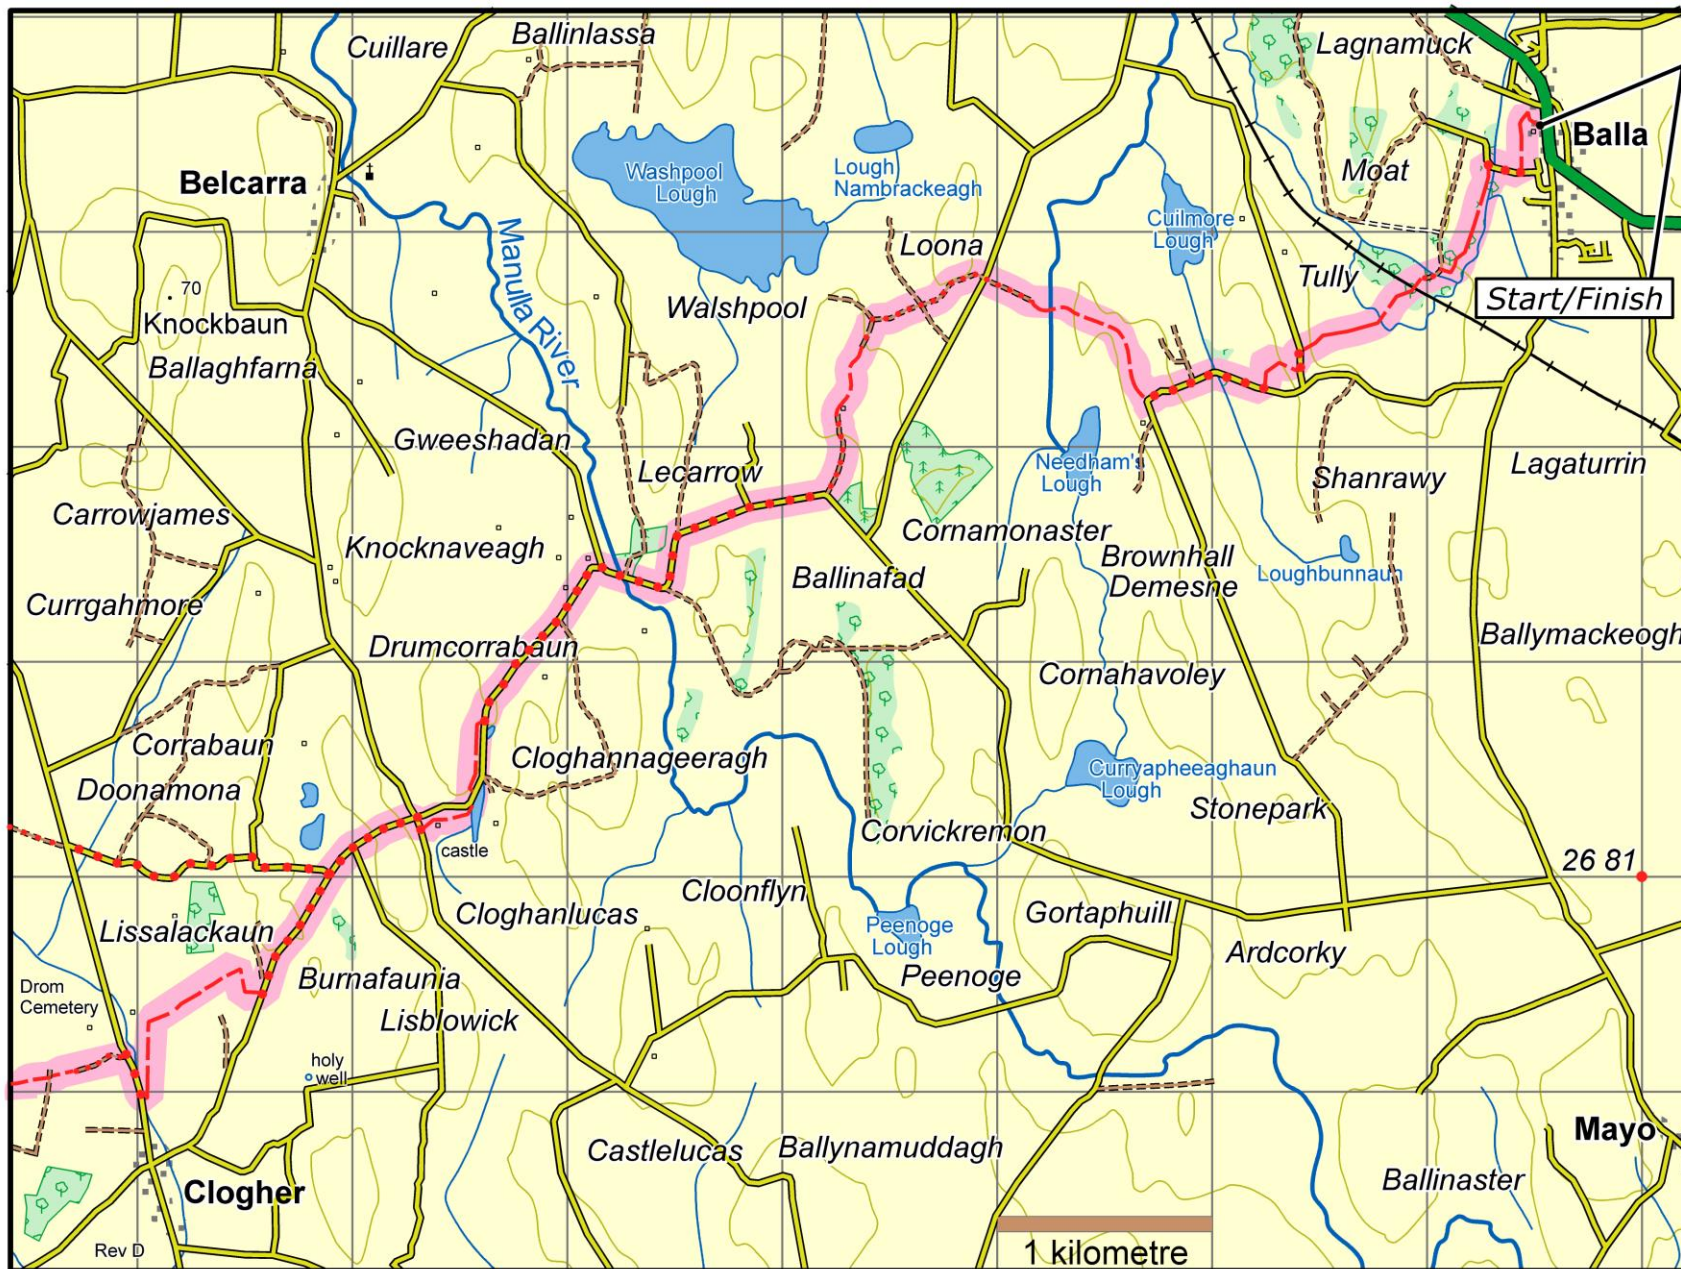 Cuillare
Ballinlassa
Lagnamuck
Balla
Belcarra
Washpool
Lough
Lough
Nambrackeagh
Moat
Manulla River
Cuilmore
Lough
Loona
Tully
Start/Finish
70
Knockbaun
Walshpool
Ballaghfarna
Gweeshadan
Lecarrow
Needham's
Lough
Shanrawy
Lagaturrin
Carrowjames
Knocknaveagh
Cornamonaster
Brownhall
Demesne
Ballinafad
Loughbunnaun
Currgahmore
Drumcorrabaun
Ballymackeogh
Cornahavoley
Corrabaun
Cloghannageeragh
Curryapheeaghaun
Lough
Doonamona
Stonepark
castle
Corvickremon
26 81
Cloonflyn
Cloghanlucas
Gortaphuill
Lissalackaun
Peenoge
Lough
Ardcorky
Burnafaunia
Peenoge
Drom
Cemetery
Lisblowick
holy
well
Mayo
Castlelucas
Ballynamuddagh
Ballinaster
Clogher
Rev D
1 kilometre